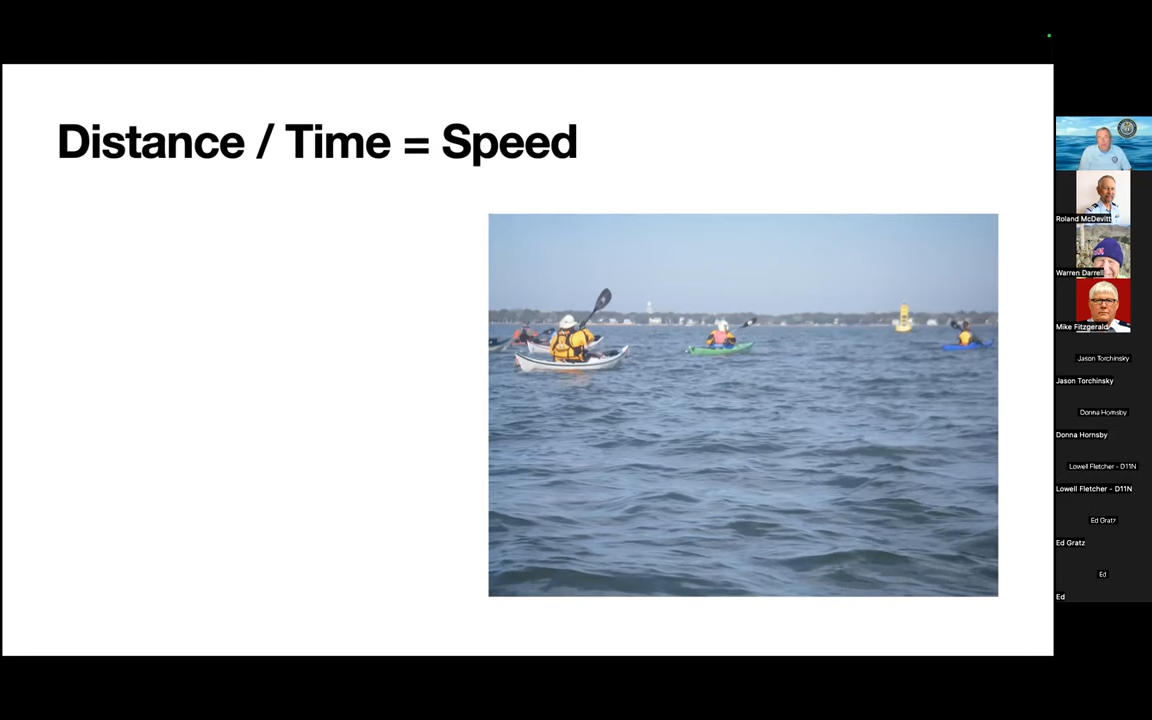 Distance / Time = Speed
Roland McDevitt
Warren Darrell
Mike Fitzgerald
Jason Torchinsky
Jason Torchinsky
Donna Hornsby
Donna Hornsby
Lowell Fletcher - D11N
Lowell Fletcher - D11N
Ed Gratz
Ed Gratz
Ed
Ed